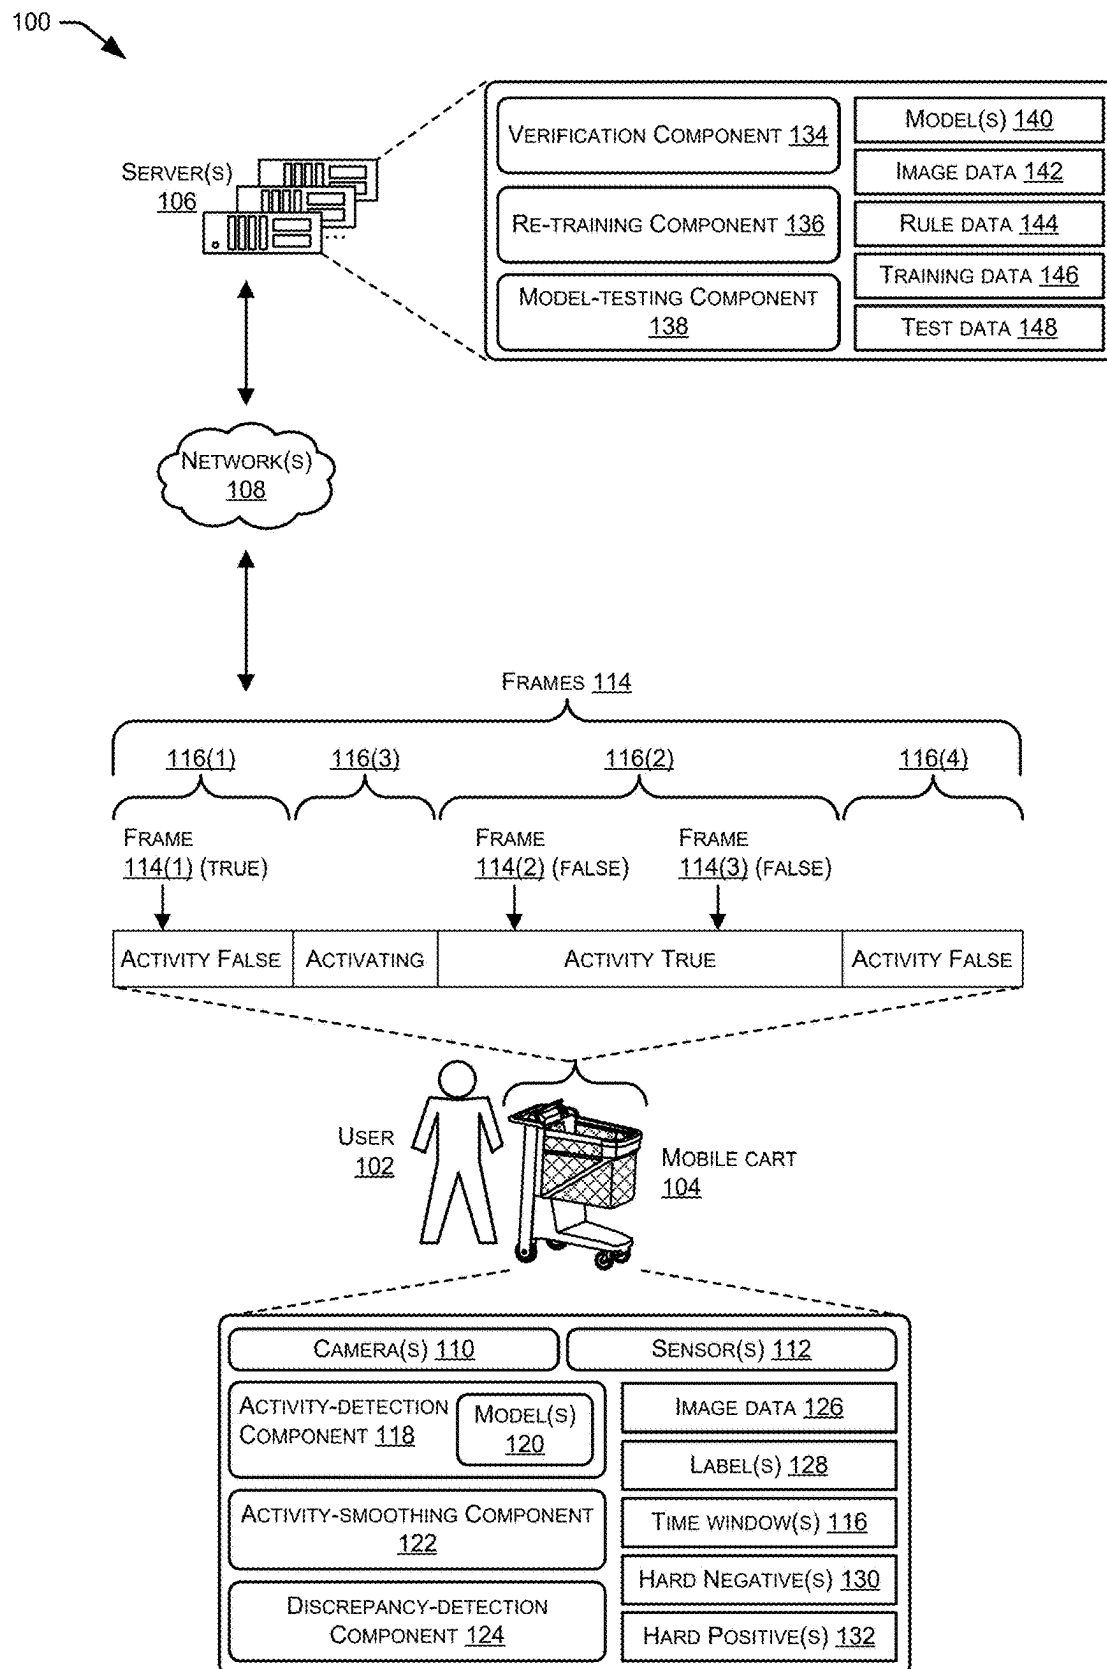 100
SERVER(S)
106
VERIFICATION COMPONENT 134
RE-TRAINING COMPONENT 136
MODEL-TESTING COMPONENT
138
MODEL(S) 140
IMAGE DATA 142
RULE DATA 144
TRAINING DATA 146
TEST DATA 148
NETWORK(S)
108
FRAMES 114
116(1) 116(3) 116(2) 116(4)
FRAME
114(1) (TRUE)
FRAME
114(2) (FALSE)
FRAME
114(3) (FALSE)
ACTIVITY FALSE ACTIVATING ACTIVITY TRUE ACTIVITY FALSE
USER
102
MOBILE CART
104
CAMERA(S) 110
SENSOR(S) 112
ACTIVITY-DETECTION
COMPONENT 118
MODEL(S)
120
ACTIVITY-SMOOTHING COMPONENT
122
DISCREPANCY-DETECTION
COMPONENT 124
IMAGE DATA 126
LABEL(S) 128
TIME WINDOW(S) 116
HARD NEGATIVE(S) 130
HARD POSITIVE(S) 132